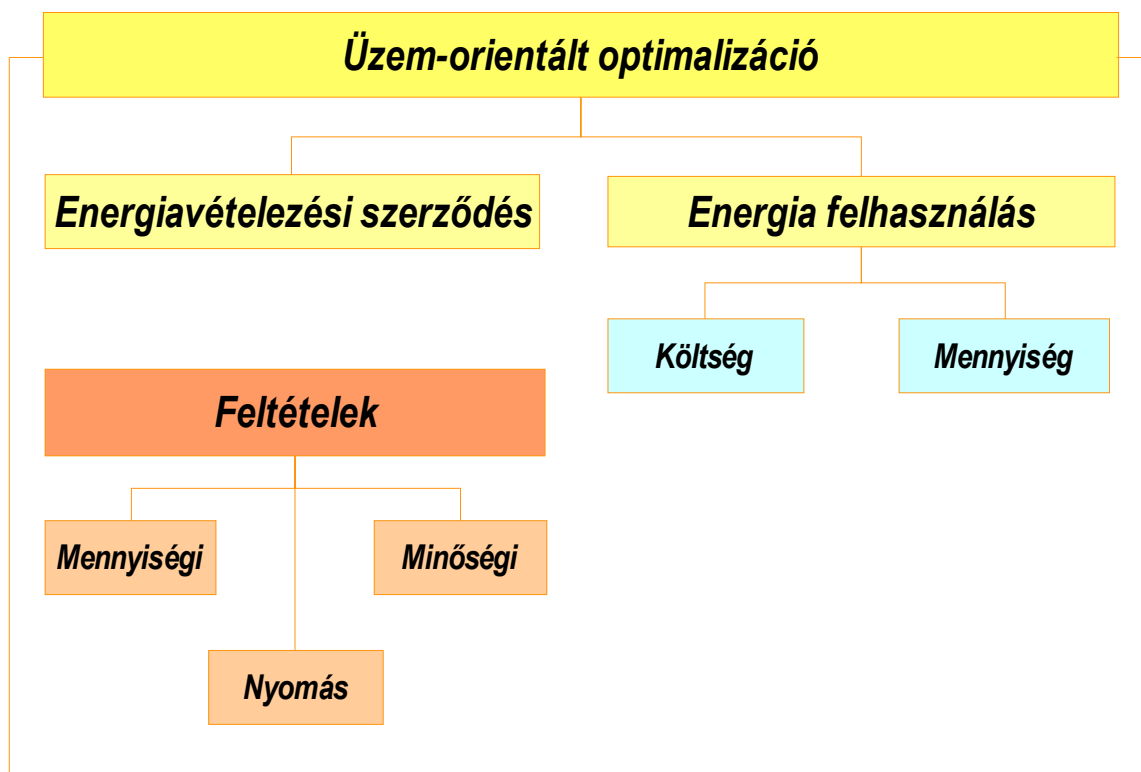 Üzem-orientált optimalizáció
Energiavételezési szerződés
Energia felhasználás
Költség
Mennyiség
Feltételek
Mennyiségi
Minőségi
Nyomás